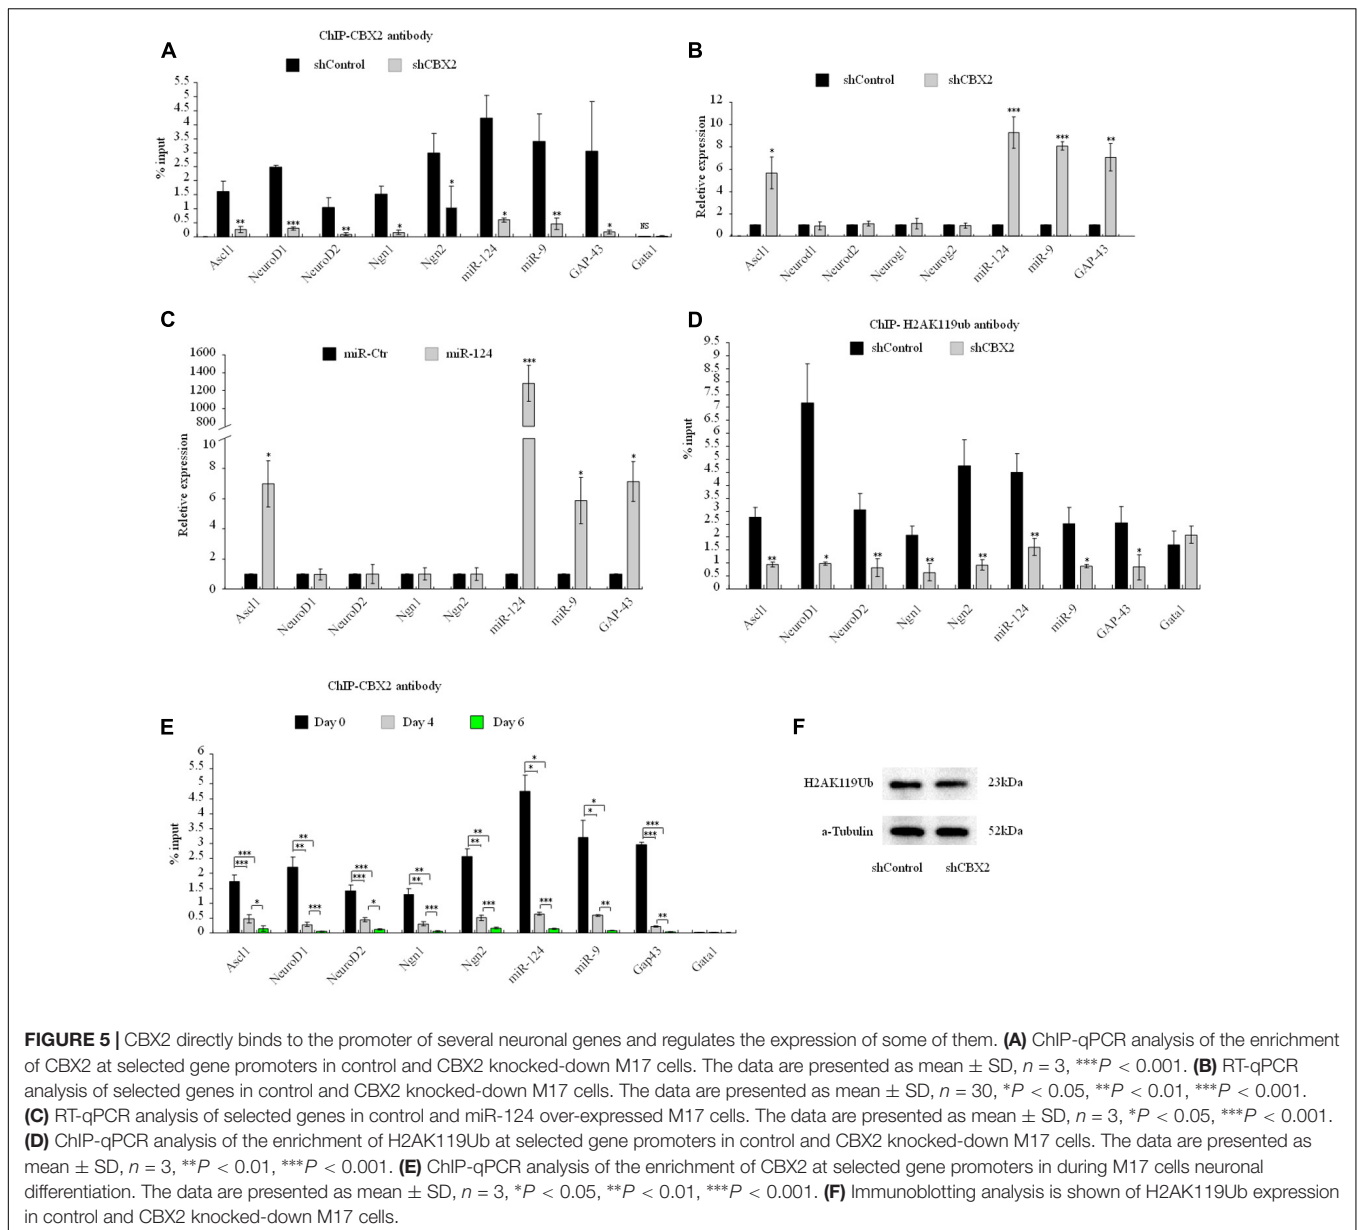 A
ChIP-CBX2 antibody
shControl shCBX2
% input
5.5
4.5
3.5
2.5
1.5
0.5
0
** *** ** * * * ** * NS
Ascl1 NeuroD1 NeuroD2 Ngn1 Ngn2 miR-124 miR-9 GAP-43 Gata1
B
shControl shCBX2
Reletive expression
12
10
8
6
4
2
0
* *** *** **
Ascl1 Neurod1 Neurod2 Neurog1 Neurog2 miR-124 miR-9 GAP-43
C
miR-Ctr miR-124
Reletive expression
1600
1400
1200
1000
800
10
8
6
4
2
0
* *** * *
Ascl1 NeuroD1 NeuroD2 Ngn1 Ngn2 miR-124 miR-9 GAP-43
D
ChIP- H2AK119ub antibody
shControl shCBX2
% input
9.5
8.5
7.5
6.5
5.5
4.5
3.5
2.5
1.5
0.5
0
** * ** ** ** ** * *
Ascl1 NeuroD1 NeuroD2 Ngn1 Ngn2 miR-124 miR-9 GAP-43 Gata1
E
ChIP-CBX2 antibody
Day 0 Day 4 Day 6
% input
6
5
4.5
4
3.5
3
2.5
2
1.5
1
0.5
0
*** ** *** ** ** * * ***
*** ** *** ** ** * * ***
* *** * *** *** *** ** **
Ascl1 NeuroD1 NeuroD2 Ngn1 Ngn2 miR-124 miR-9 Gap43 Gata1
F
H2AK119Ub 23kDa
a-Tubulin 52kDa
shControl shCBX2
FIGURE 5 | CBX2 directly binds to the promoter of several neuronal genes and regulates the expression of some of them. (A) ChIP-qPCR analysis of the enrichment
of CBX2 at selected gene promoters in control and CBX2 knocked-down M17 cells. The data are presented as mean ± SD, n = 3, ***P < 0.001. (B) RT-qPCR
analysis of selected genes in control and CBX2 knocked-down M17 cells. The data are presented as mean ± SD, n = 30, *P < 0.05, **P < 0.01, ***P < 0.001.
(C) RT-qPCR analysis of selected genes in control and miR-124 over-expressed M17 cells. The data are presented as mean ± SD, n = 3, *P < 0.05, ***P < 0.001.
(D) ChIP-qPCR analysis of the enrichment of H2AK119Ub at selected gene promoters in control and CBX2 knocked-down M17 cells. The data are presented as
mean ± SD, n = 3, **P < 0.01, ***P < 0.001. (E) ChIP-qPCR analysis of the enrichment of CBX2 at selected gene promoters in during M17 cells neuronal
differentiation. The data are presented as mean ± SD, n = 3, *P < 0.05, **P < 0.01, ***P < 0.001. (F) Immunoblotting analysis is shown of H2AK119Ub expression
in control and CBX2 knocked-down M17 cells.